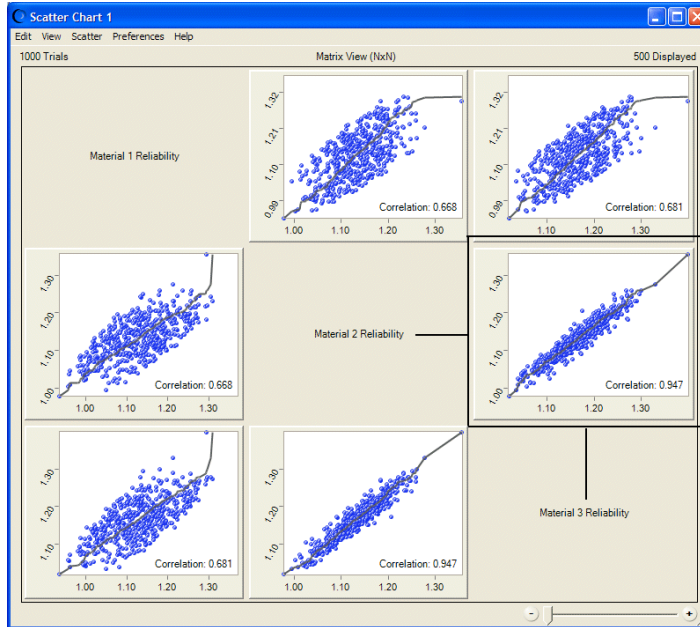 Scatter Chart 1
Edit View Scatter Preferences Help
1000 Trials Matrix View (NxN) 500 Displayed
Material 1 Reliability
1.32
1.21
1.10
0.99
Correlation: 0.668
1.00 1.10 1.20 1.30
1.32
1.21
1.10
0.99
Correlation: 0.681
1.10 1.20 1.30
1.30
1.20
1.10
1.00
Correlation: 0.668
1.00 1.10 1.20 1.30
Material 2 Reliability
1.30
1.20
1.10
1.00
Correlation: 0.947
1.10 1.20 1.30
1.30
1.20
1.10
Correlation: 0.681
1.00 1.10 1.20 1.30
1.30
1.20
1.10
Correlation: 0.947
1.00 1.10 1.20 1.30
Material 3 Reliability